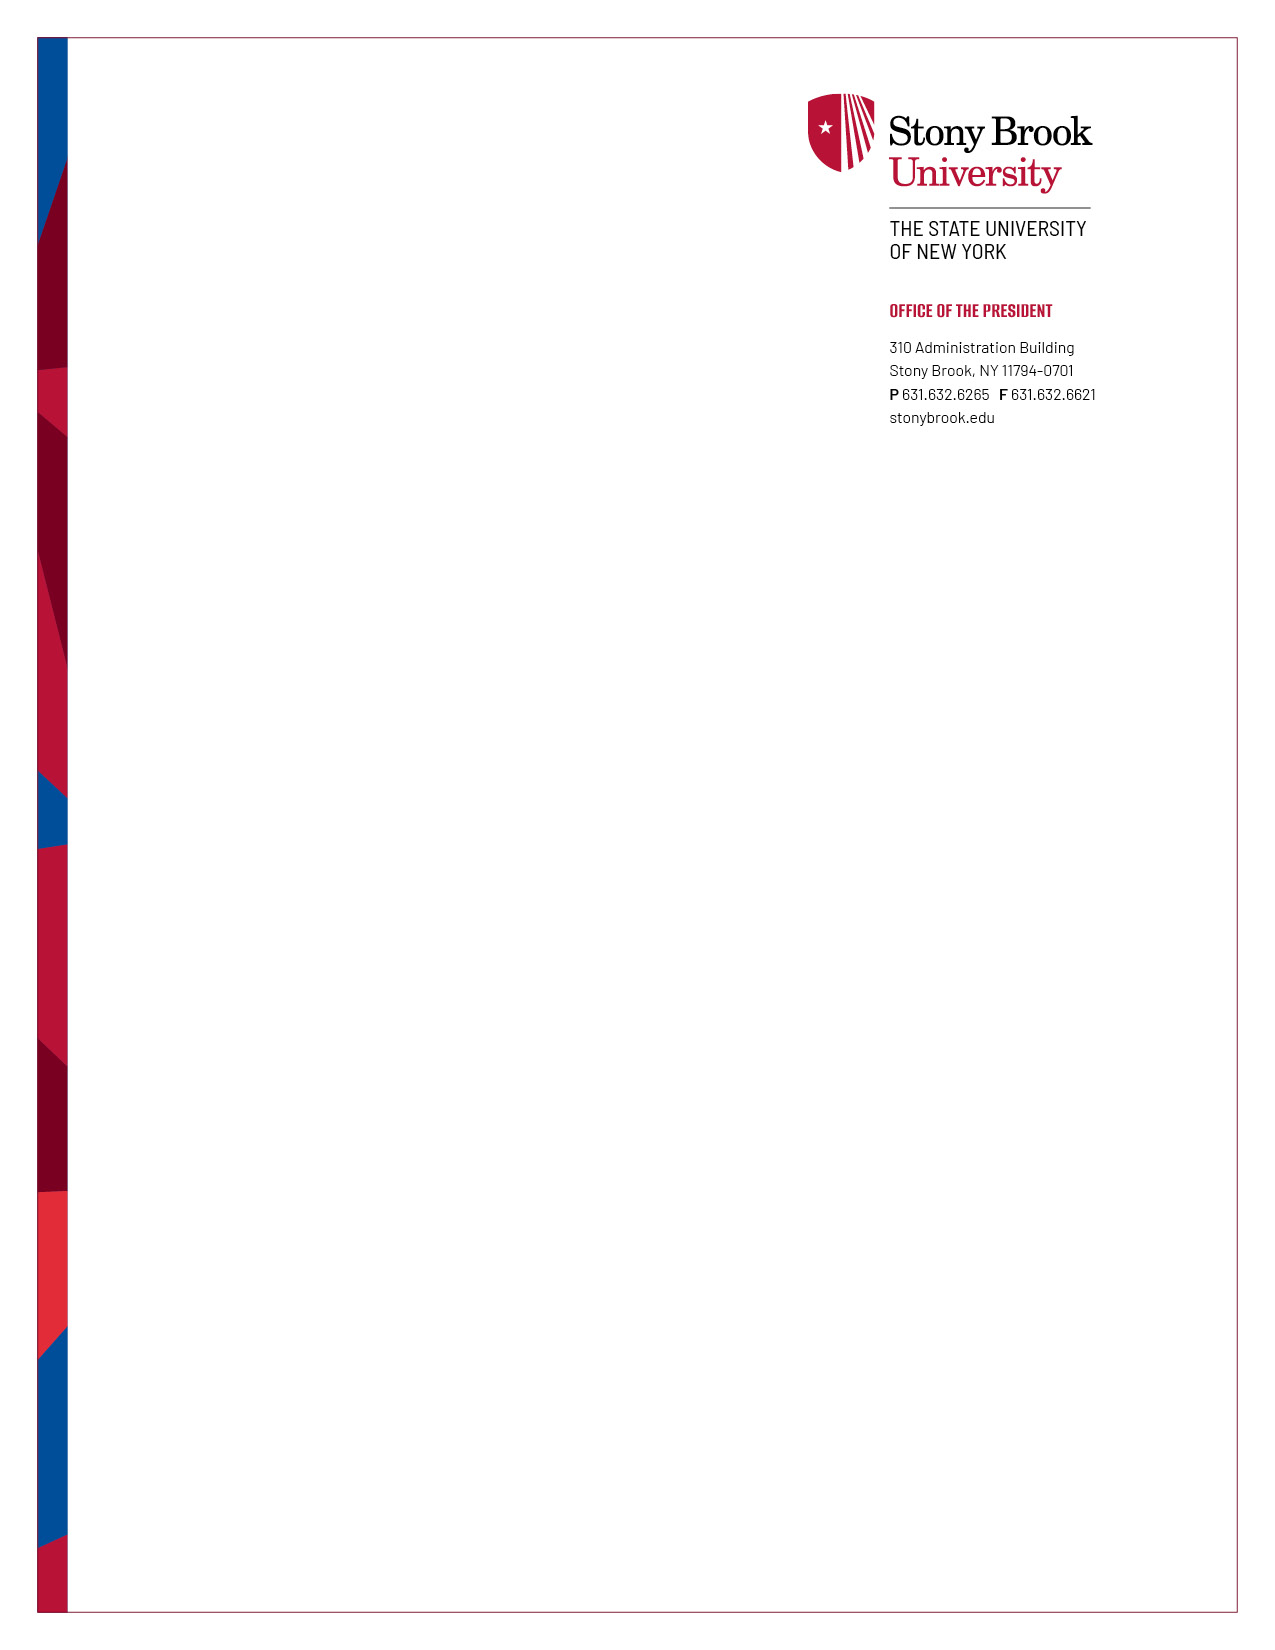 Stony Brook
University
THE STATE UNIVERSITY
OF NEW YORK
OFFICE OF THE PRESIDENT
310 Administration Building
Stony Brook, NY 11794-0701
P 631.632.6265 F 631.632.6621
stonybrook.edu